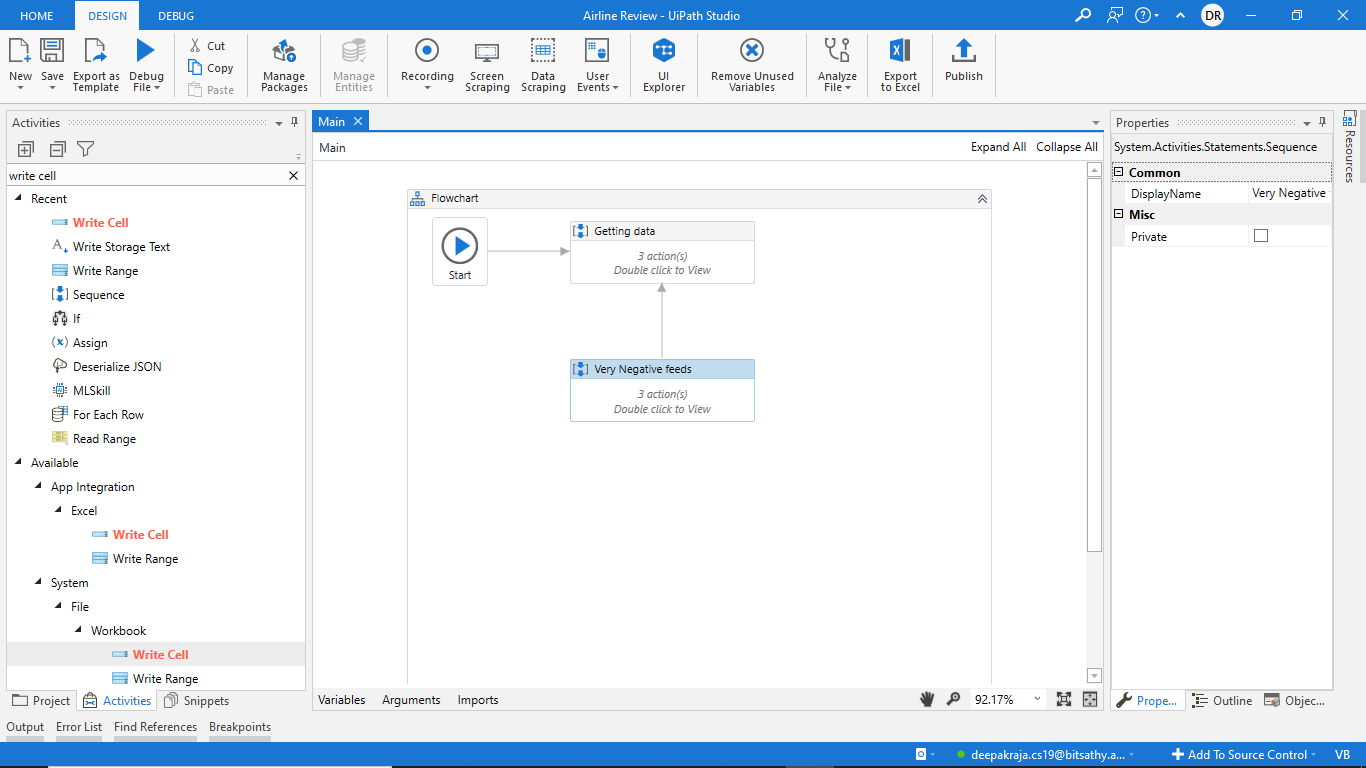 HOME
DESIGN
DEBUG
Airline Review - UiPath Studio
DR
New
Save
Export as
Template
Debug
File
Cut
Copy
Paste
Manage
Packages
Manage
Entities
Recording
Screen
Scraping
Data
Scraping
User
Events
UI
Explorer
Remove Unused
Variables
Analyze
File
Export
to Excel
Publish
Activities
write cell
Recent
Write Cell
Write Storage Text
Write Range
Sequence
If
Assign
Deserialize JSON
MLSkill
For Each Row
Read Range
Available
App Integration
Excel
Write Cell
Write Range
System
File
Workbook
Write Cell
Write Range
Project
Activities
Snippets
Main
Main
Expand All
Collapse All
Flowchart
Start
Getting data
3 action(s)
Double click to View
Very Negative feeds
3 action(s)
Double click to View
Variables
Arguments
Imports
92.17%
Properties
System.Activities.Statements.Sequence
Common
DisplayName
Very Negative
Misc
Private
Prope...
Outline
Objec...
Resources
Output
Error List
Find References
Breakpoints
deepakraja.cs19@bitsathy.a...
Add To Source Control
VB